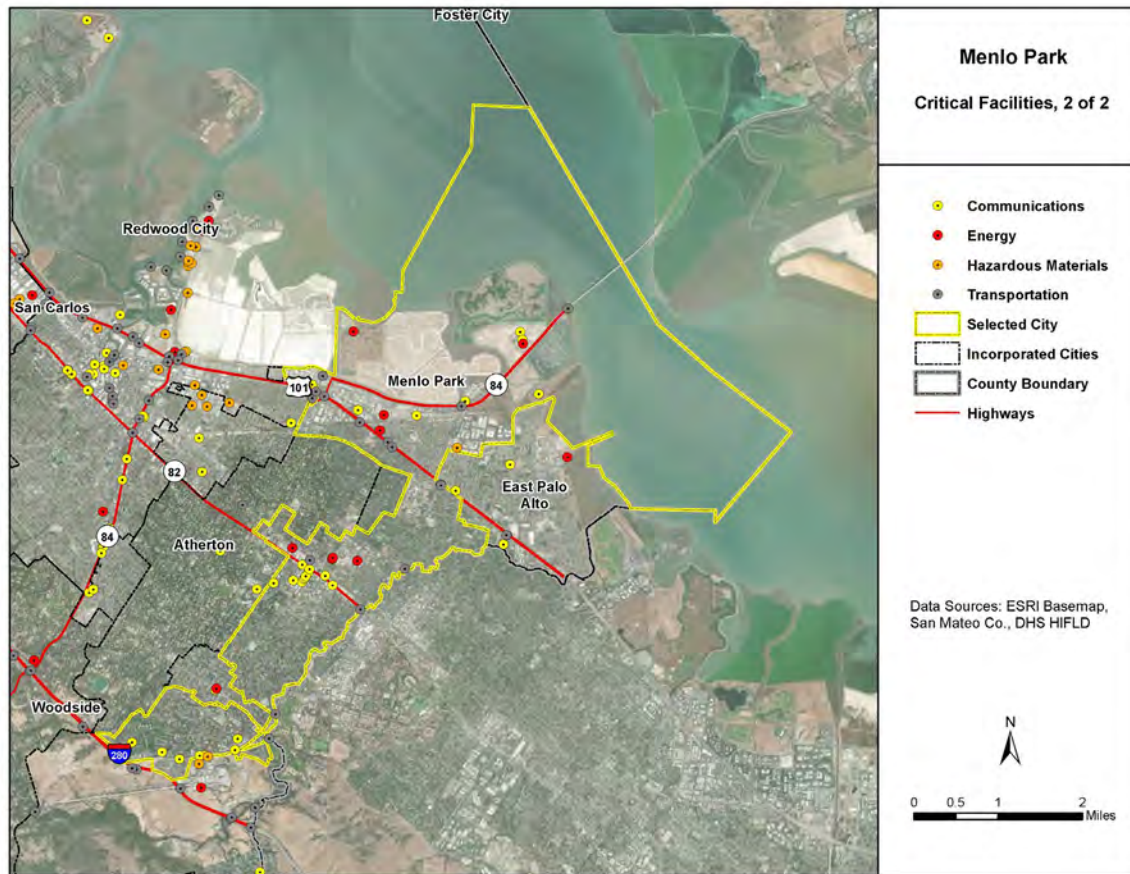 Foster City
Redwood City
San Carlos
101
Menlo Park
84
82
East Palo
Alto
84
Atherton
Woodside
280
Menlo Park
Critical Facilities, 2 of 2
Communications
Energy
Hazardous Materials
Transportation
Selected City
Incorporated Cities
County Boundary
Highways
Data Sources: ESRI Basemap,
San Mateo Co., DHS HIFLD
N
0 0.5 1 2
Miles